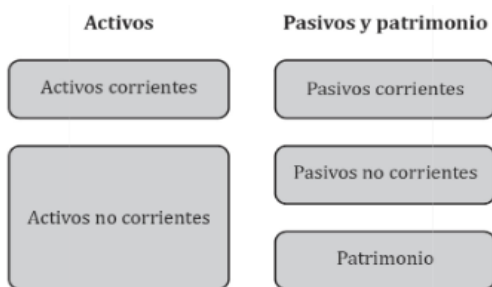 Activos
Activos corrientes
Activos no corrientes
Pasivos y patrimonio
Pasivos corrientes
Pasivos no corrientes
Patrimonio